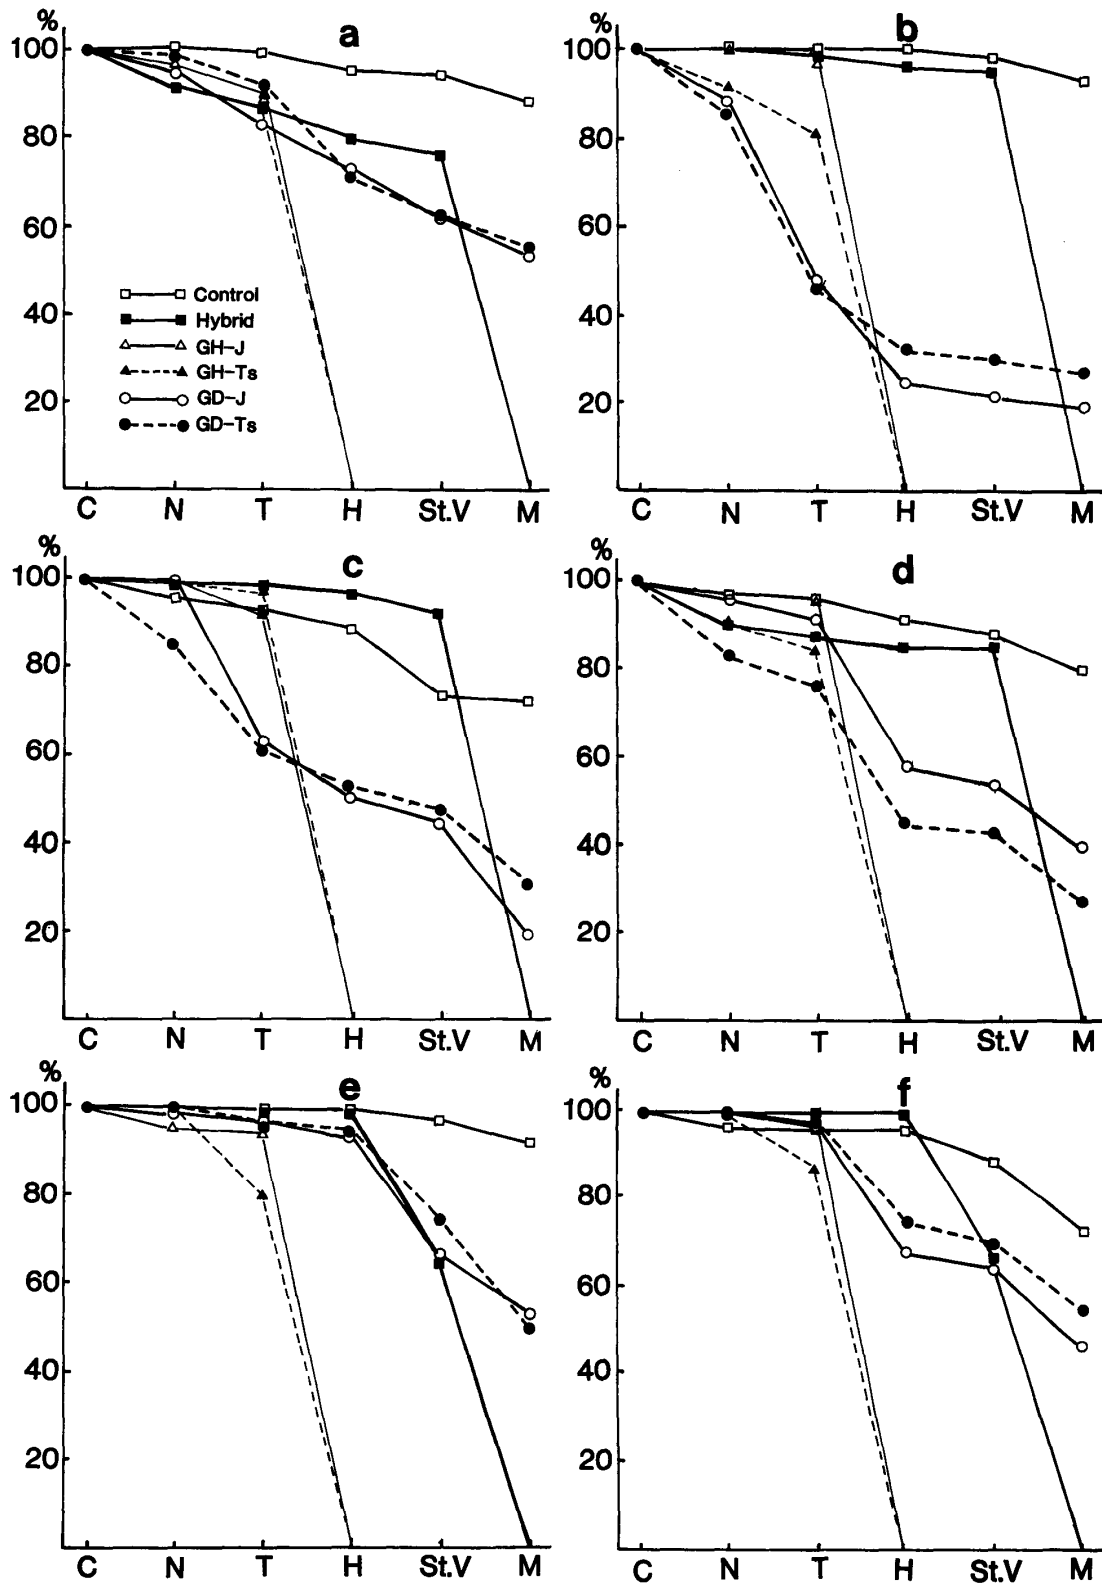 % a % b
100 100
80 80
60 60
40 40
20 20
Control
Hybrid
GH-J
GH-Ts
GD-J
GD-Ts
C N T H St.V M C N T H St.V M
% c % d
100 100
80 80
60 60
40 40
20 20
C N T H St.V M C N T H St.V M
% e % f
100 100
80 80
60 60
40 40
20 20
C N T H St.V M C N T H St.V M